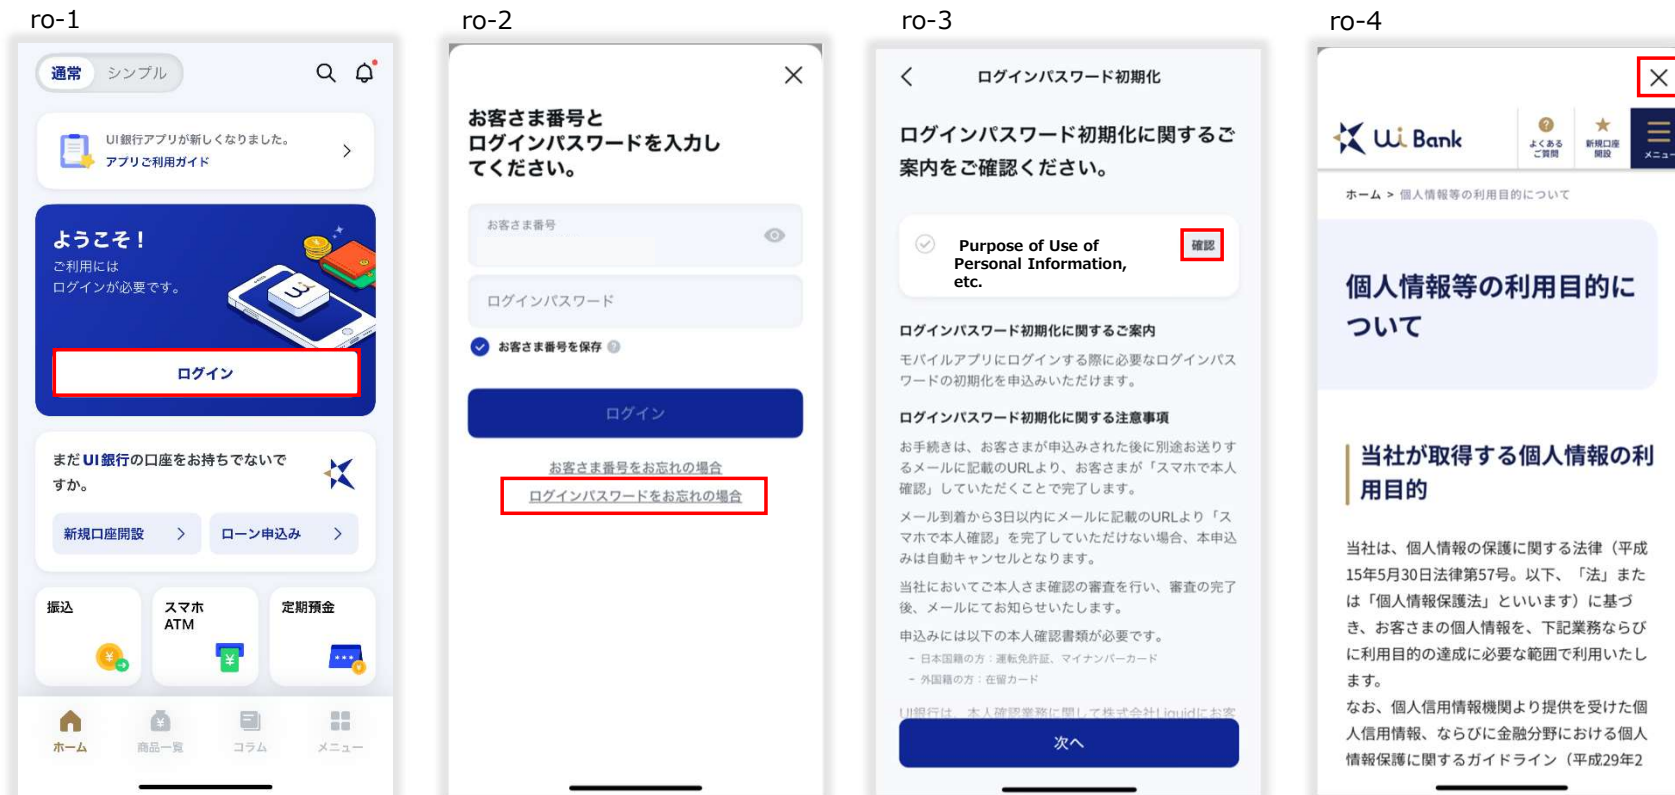 ro-1
通常
シンプル
UI銀行アプリが新しくなりました。
アプリご利用ガイド
ようこそ！
ご利用には
ログインが必要です。
ログイン
まだUI銀行の口座をお持ちでないで
すか。
新規口座開設
ローン申込み
振込
スマホ
ATM
定期預金
ホーム
商品一覧
コラム
メニュー
ro-2
お客さま番号と
ログインパスワードを入力し
てください。
お客さま番号
ログインパスワード
お客さま番号を保存
ログイン
お客さま番号をお忘れの場合
ログインパスワードをお忘れの場合
ro-3
ログインパスワード初期化
ログインパスワード初期化に関するご
案内をご確認ください。
Purpose of Use of
Personal Information,
etc.
確認
ログインパスワード初期化に関するご案内
モバイルアプリにログインする際に必要なログインパス
ワードの初期化を申込みいただけます。
ログインパスワード初期化に関する注意事項
お手続きは、お客さまが申込みされた後に別途お送りす
るメールに記載のURLより、お客さまが「スマホで本人
確認」していただくことで完了します。
メール到着から3日以内にメールに記載のURLより「ス
マホで本人確認」を完了していただけない場合、本申込
みは自動キャンセルとなります。
当社においてご本人さま確認の審査を行い、審査の完了
後、メールにてお知らせいたします。
申込みには以下の本人確認書類が必要です。
- 日本国籍の方：運転免許証、マイナンバーカード
- 外国籍の方：在留カード
UI銀行は、本人確認業務に関して株式会社Liquidにお客
次へ
ro-4
Ui Bank
よくある
ご質問
新規口座
開設
メニュー
ホーム > 個人情報等の利用目的について
個人情報等の利用目的に
ついて
当社が取得する個人情報の利
用目的
当社は、個人情報の保護に関する法律（平成
15年5月30日法律第57号。以下、「法」また
は「個人情報保護法」といいます）に基づ
き、お客さまの個人情報を、下記業務ならび
に利用目的の達成に必要な範囲で利用いたし
ます。
なお、個人信用情報機関より提供を受けた個
人信用情報、ならびに金融分野における個人
情報保護に関するガイドライン（平成29年2